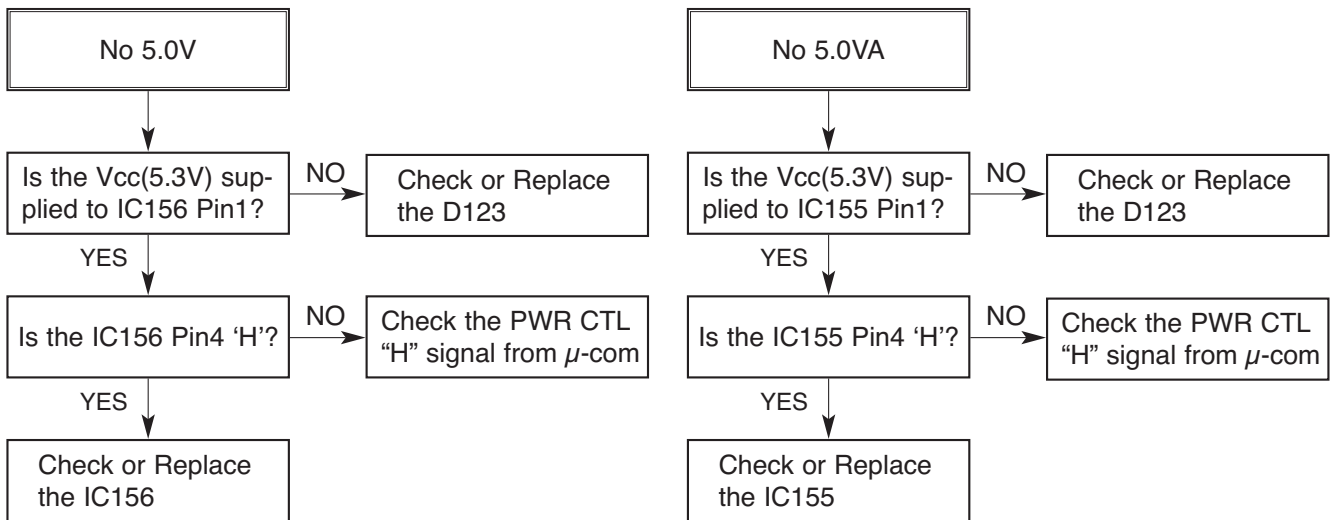 No 5.0V
Is the Vcc(5.3V) sup-
plied to IC156 Pin1?
NO
Check or Replace
the D123
YES
Is the IC156 Pin4 ‘H’?
NO
Check the PWR CTL
“H” signal from µ-com
YES
Check or Replace
the IC156
No 5.0VA
Is the Vcc(5.3V) sup-
plied to IC155 Pin1?
NO
Check or Replace
the D123
YES
Is the IC155 Pin4 ‘H’?
NO
Check the PWR CTL
“H” signal from µ-com
YES
Check or Replace
the IC155